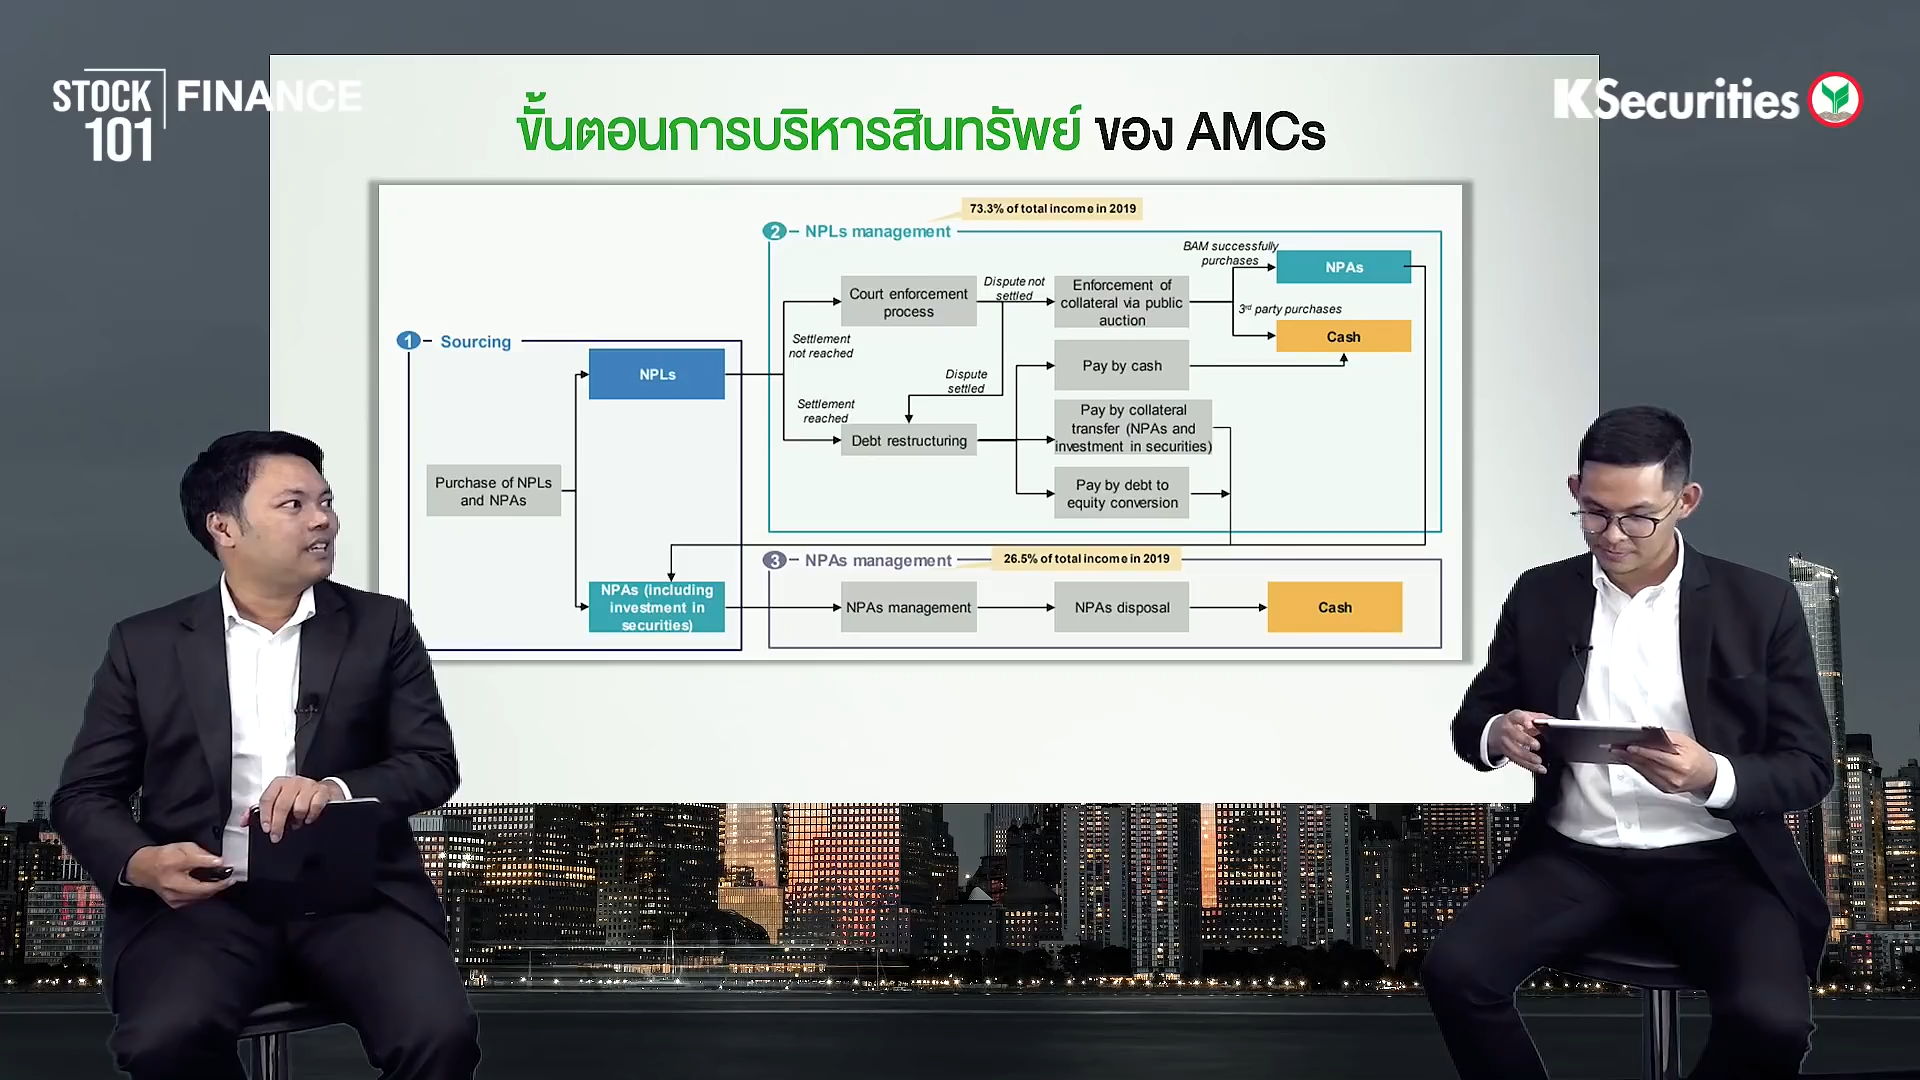 STOCK
101
FINANCE
KSecurities
ขั้นตอนการบริหารสินทรัพย์ ของ AMCs
73.3% of total income in 2019
2
NPLs management
BAM successfully
purchases
NPAs
Court enforcement
process
Dispute not
settled
Enforcement of
collateral via public
auction
3rd party purchases
Cash
1
Sourcing
Settlement
not reached
NPLs
Pay by cash
Dispute
settled
Settlement
reached
Debt restructuring
Pay by collateral
transfer (NPAs and
investment in securities)
Purchase of NPLs
and NPAs
Pay by debt to
equity conversion
3
NPAs management
26.5% of total income in 2019
NPAs (including
investment in
securities)
NPAs management
NPAs disposal
Cash